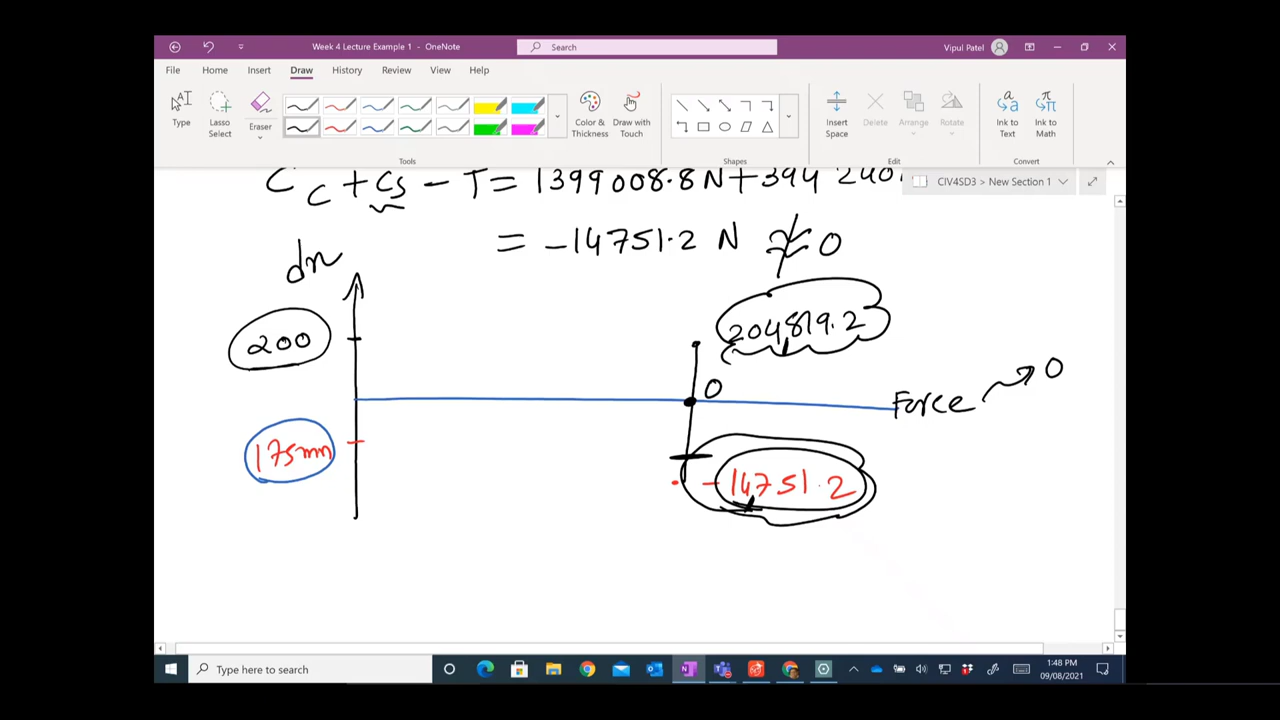 Week 4 Lecture Example 1 - OneNote
Search
Vipul Patel
File Home Insert Draw History Review View Help
Type
Lasso Select
Eraser
Color & Thickness
Draw with Touch
Insert Space
Delete
Arrange
Rotate
Ink to Text
Ink to Math
Tools
Shapes
Edit
Convert
CIV4SD3 > New Section 1
Cc + Cs - T = 1399008.8N +
= -14751.2 N ≉ 0
dn
200
204819.2
0
Force → 0
175mm
-14751.2
Type here to search
1:48 PM
09/08/2021